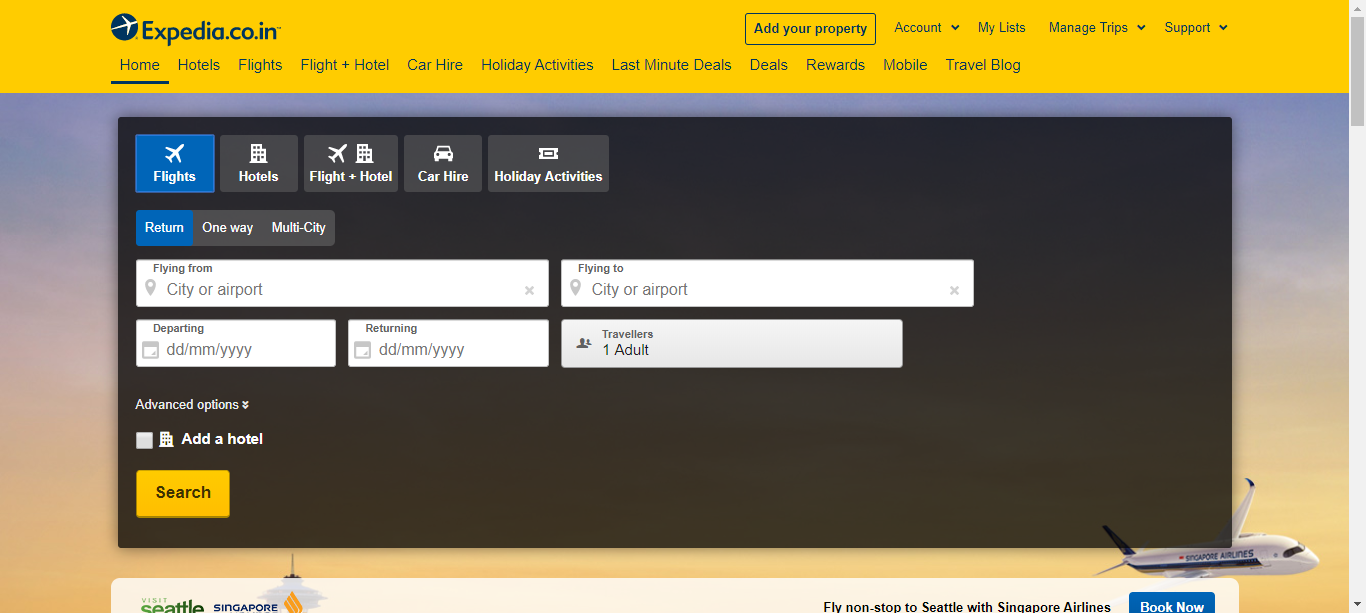 Expedia.co.in
Add your property Account My Lists Manage Trips Support
Home Hotels Flights Flight + Hotel Car Hire Holiday Activities Last Minute Deals Deals Rewards Mobile Travel Blog
Flights Hotels Flight + Hotel Car Hire Holiday Activities
Return One way Multi-City
Flying from Flying to
City or airport City or airport
Departing Returning Travellers
dd/mm/yyyy dd/mm/yyyy 1 Adult
Advanced options
Add a hotel
Search
SINGAPORE AIRLINES
VISIT
seattle SINGAPORE Fly non-stop to Seattle with Singapore Airlines Book Now